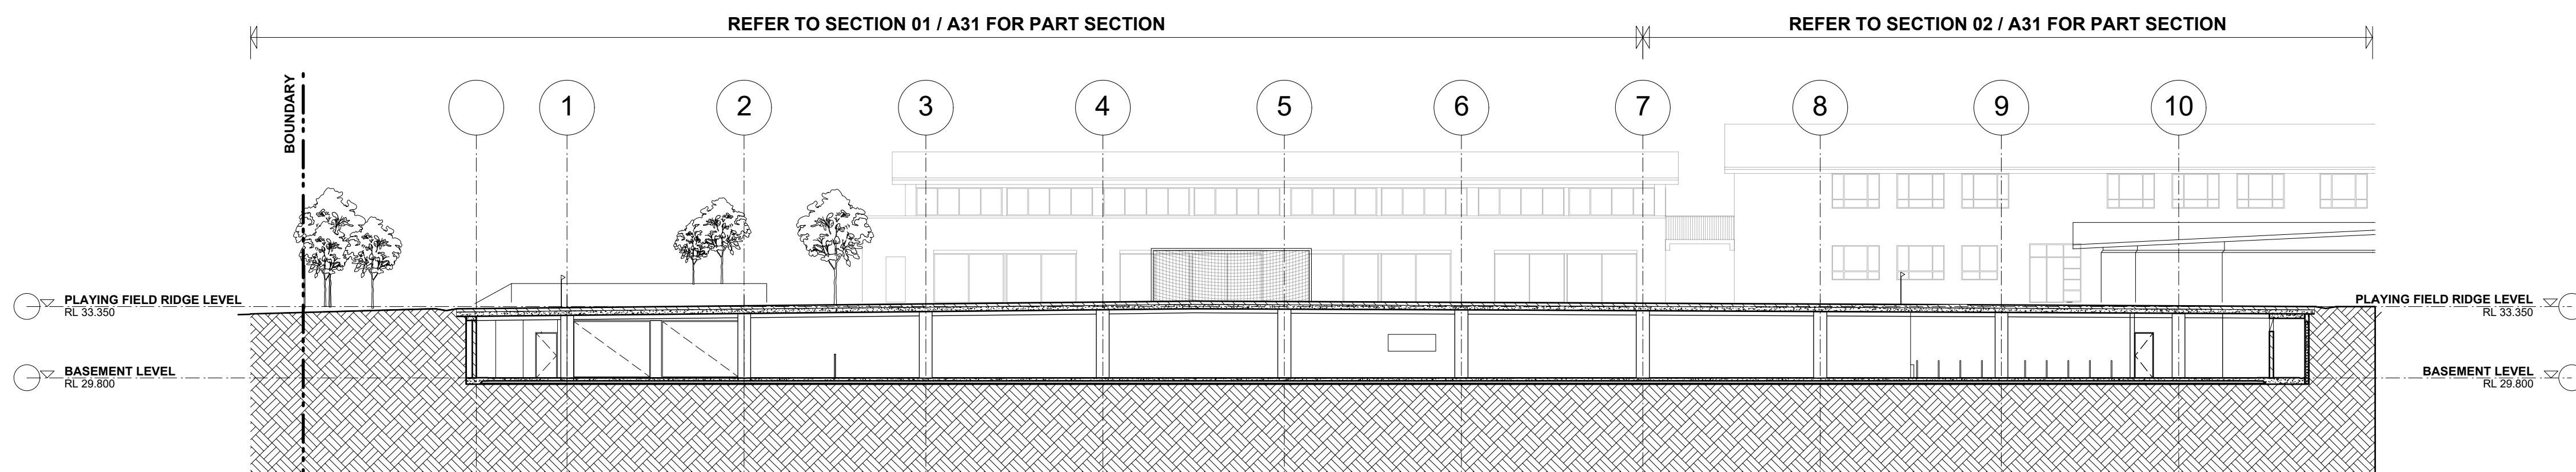 REFER TO SECTION 01 / A31 FOR PART SECTION
REFER TO SECTION 02 / A31 FOR PART SECTION
BOUNDARY
1
2
3
4
5
6
7
8
9
10
PLAYING FIELD RIDGE LEVEL
RL 33.350
PLAYING FIELD RIDGE LEVEL
RL 33.350
BASEMENT LEVEL
RL 29.800
BASEMENT LEVEL
RL 29.800